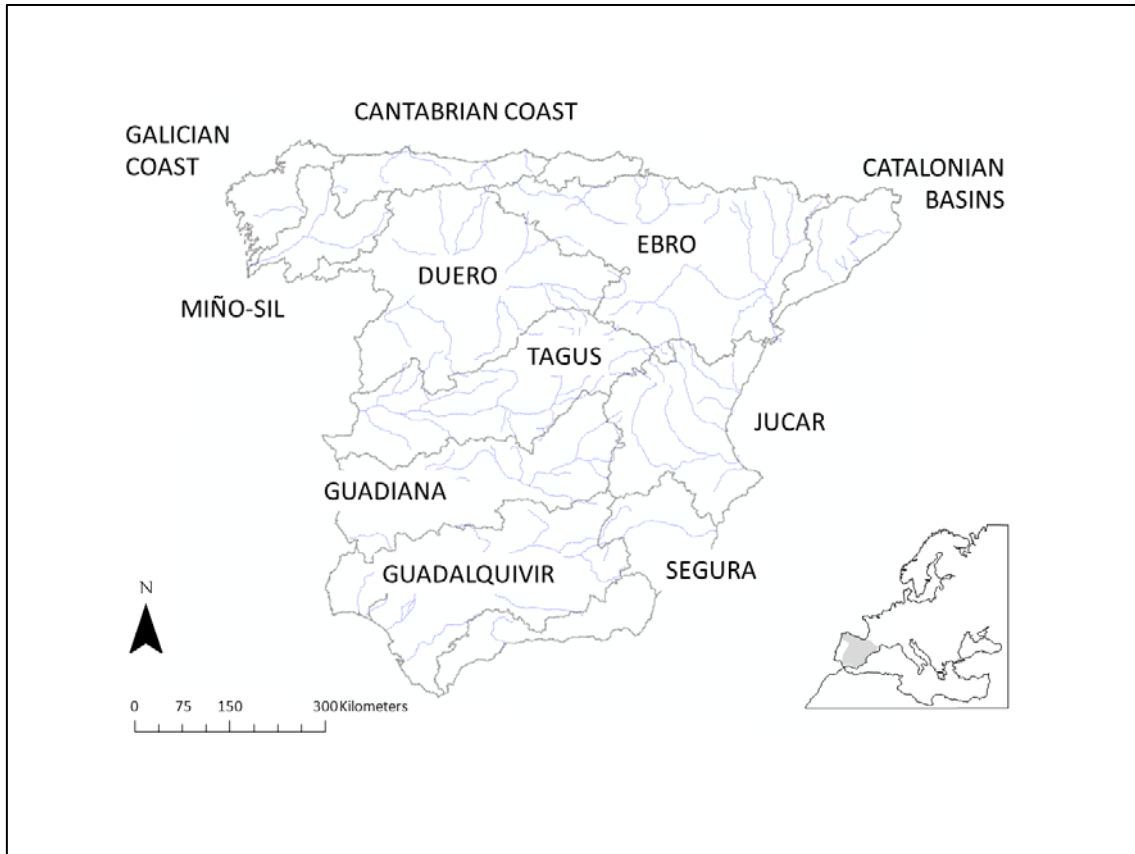 CANTABRIAN COAST
GALICIAN
COAST
CATALONIAN
BASINS
EBRO
DUERO
MIÑO-SIL
TAGUS
JUCAR
GUADIANA
SEGURA
GUADALQUIVIR
N
0 75 150 300 Kilometers